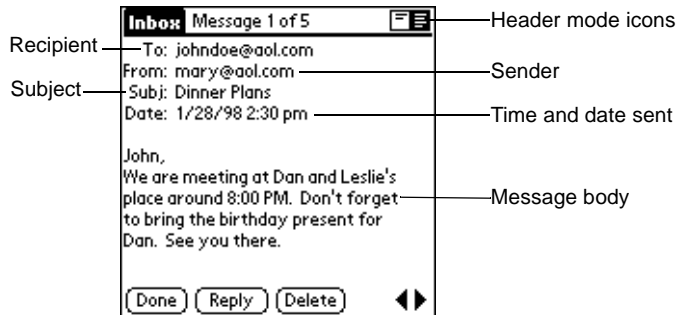 Inbox Message 1 of 5
Header mode icons
Recipient
To: johndoe@aol.com
From: mary@aol.com
Sender
Subject
Subj: Dinner Plans
Date: 1/28/98 2:30 pm
Time and date sent
John,
We are meeting at Dan and Leslie's
place around 8:00 PM. Don't forget
Message body
to bring the birthday present for
Dan. See you there.
Done Reply Delete